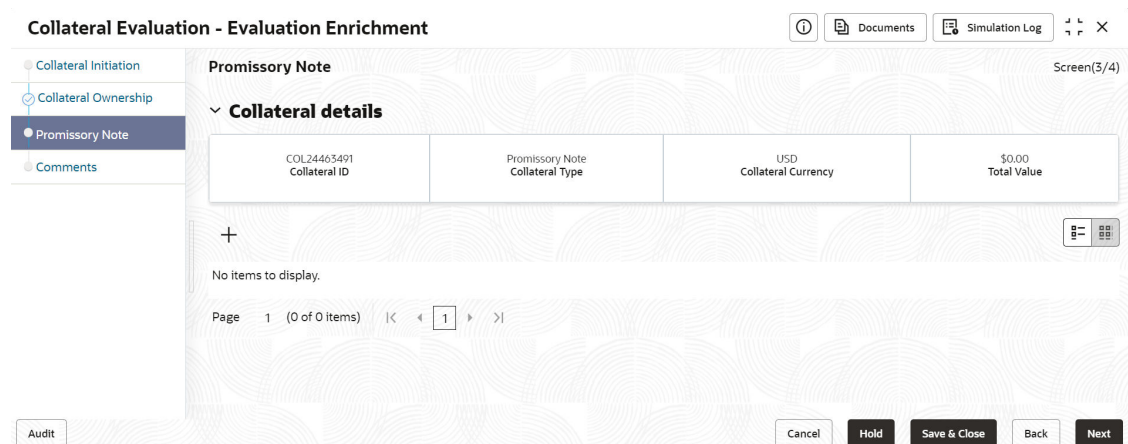 Collateral Evaluation - Evaluation Enrichment
Documents
Simulation Log
Collateral Initiation
Collateral Ownership
Promissory Note
Comments
Promissory Note
Screen(3/4)
Collateral details
COL24463491
Collateral ID
Promissory Note
Collateral Type
USD
Collateral Currency
$0.00
Total Value
No items to display.
Page 1 (0 of 0 items) 1
Audit
Cancel
Hold
Save & Close
Back
Next